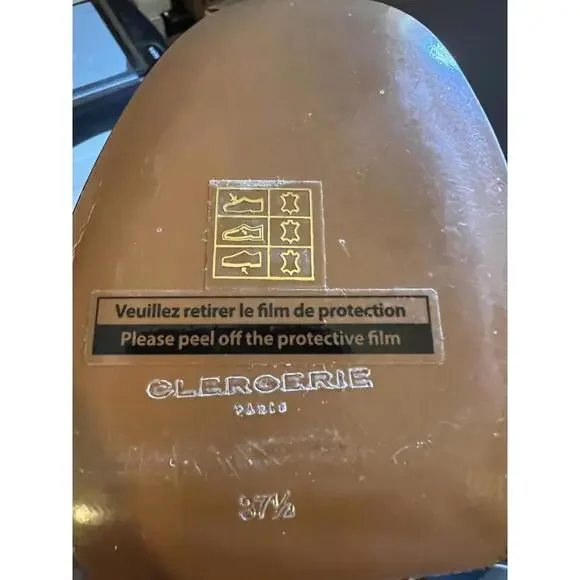 Veuillez retirer le film de protection
Please peel off the protective film
CLERGERIE
PARIS
37½